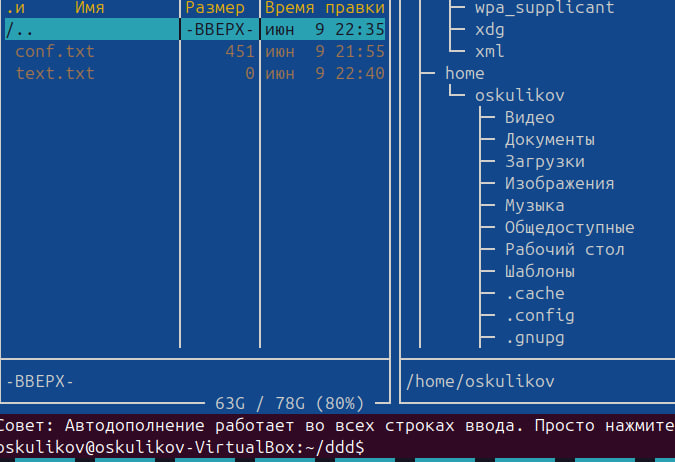 .и Имя Размер Время правки
/.. -ВВЕРХ- июн 9 22:35
conf.txt 451 июн 9 21:55
text.txt 0 июн 9 22:40
-ВВЕРХ-
63G / 78G (80%)
wpa_supplicant
xdg
xml
home
oskulikov
Видео
Документы
Загрузки
Изображения
Музыка
Общедоступные
Рабочий стол
Шаблоны
.cache
.config
.gnupg
/home/oskulikov
Совет: Автодополнение работает во всех строках ввода. Просто нажмите
oskulikov@oskulikov-VirtualBox:~/ddd$